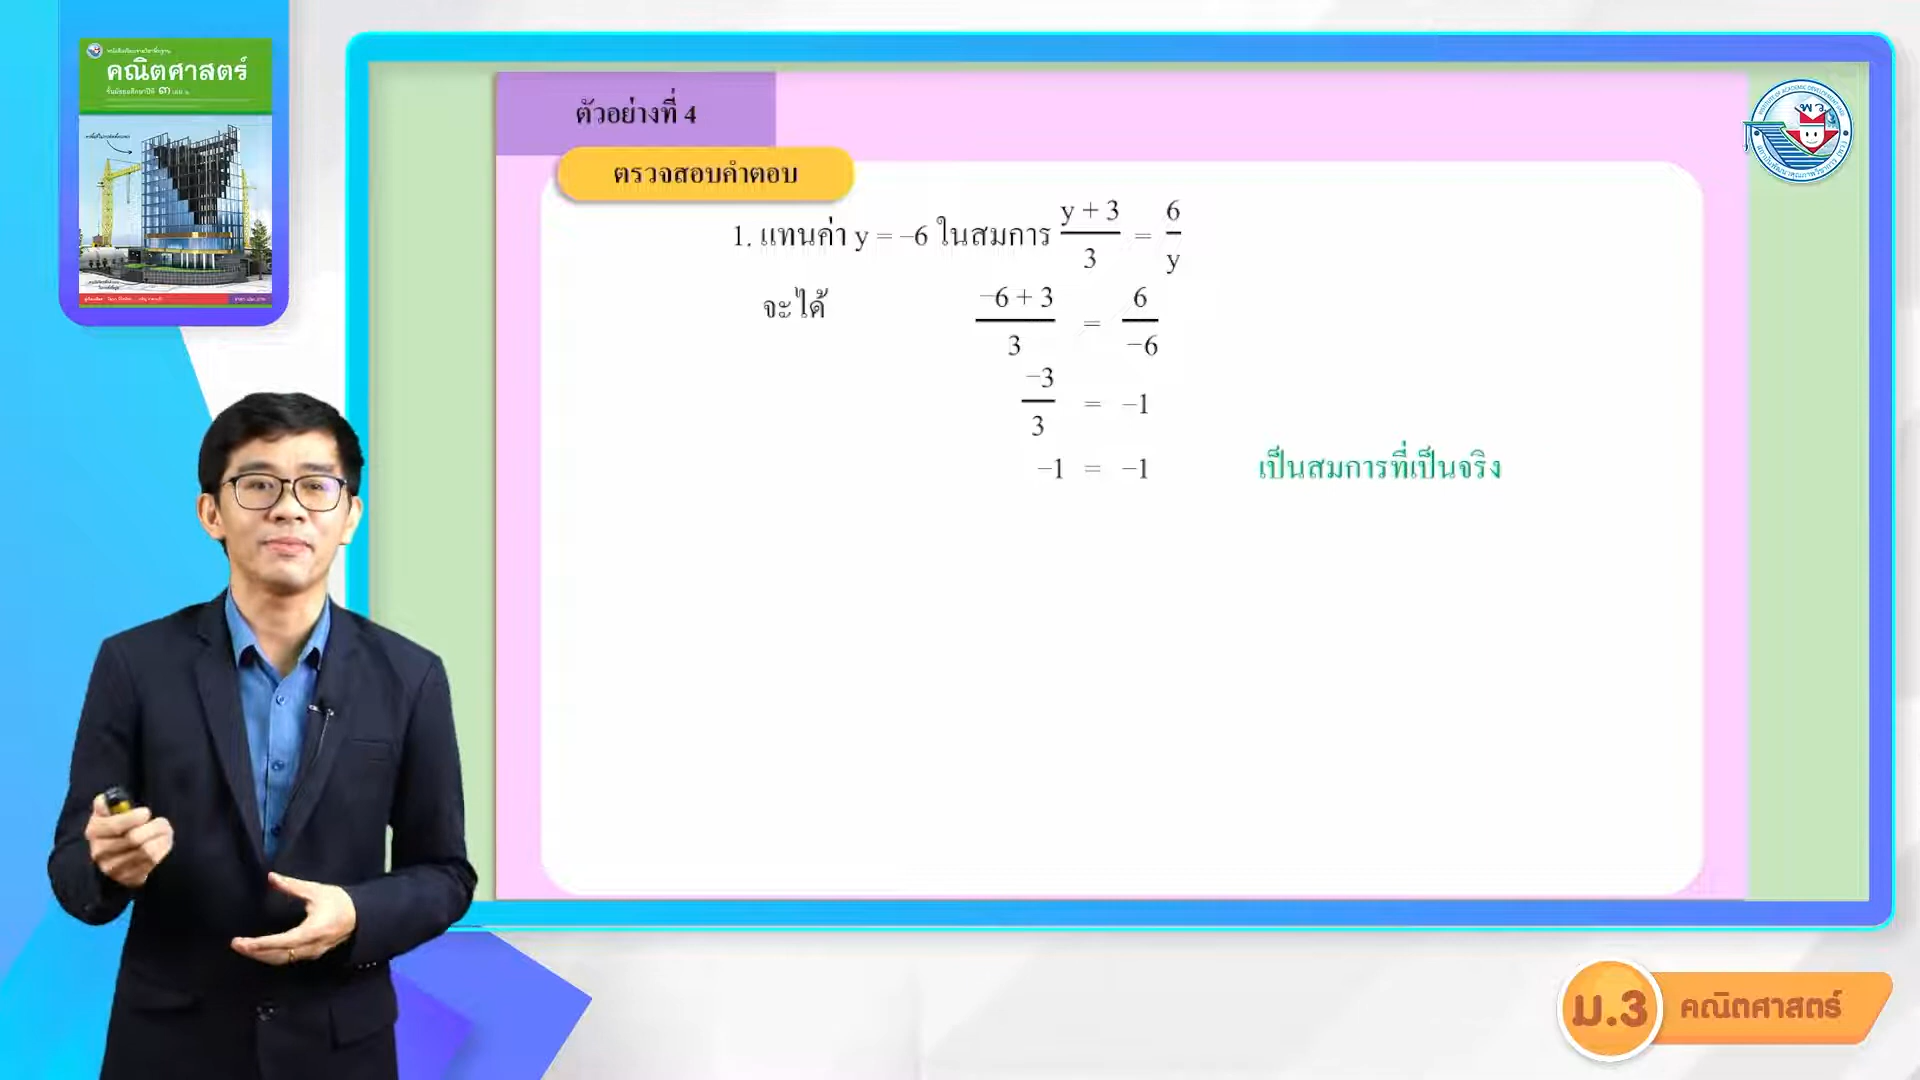 คณิตศาสตร์
ตัวอย่างที่ 4
ตรวจสอบคำตอบ
1. แทนค่า y = –6 ในสมการ (y + 3)/3 = 6/y
จะได้ (–6 + 3)/3 = 6/–6
–3/3 = –1
–1 = –1 เป็นสมการที่เป็นจริง
พว
ม.3 คณิตศาสตร์